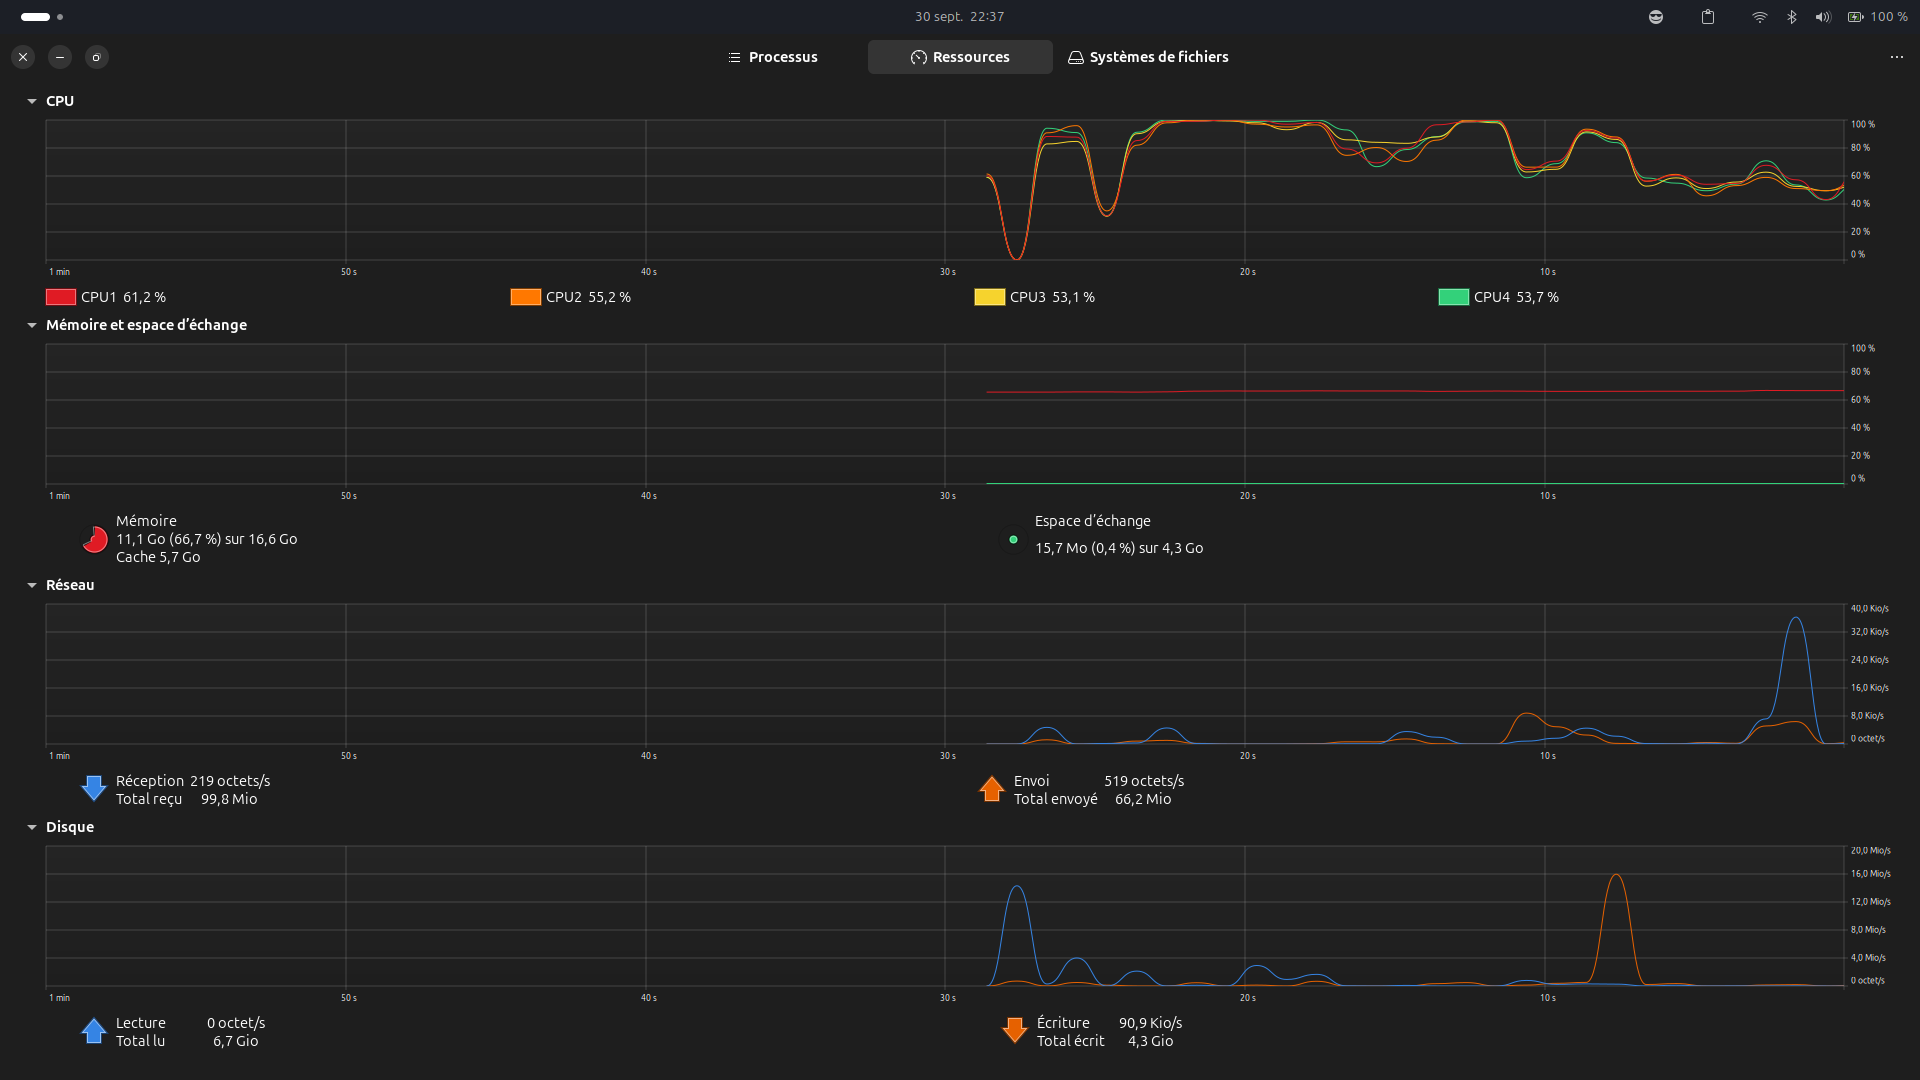 30 sept. 22:37
100 %
Processus
Ressources
Systèmes de fichiers
CPU
100 %
80 %
60 %
40 %
20 %
0 %
1 min 50 s 40 s 30 s 20 s 10 s
CPU1 61,2 %
CPU2 55,2 %
CPU3 53,1 %
CPU4 53,7 %
Mémoire et espace d’échange
100 %
80 %
60 %
40 %
20 %
0 %
1 min 50 s 40 s 30 s 20 s 10 s
Mémoire
11,1 Go (66,7 %) sur 16,6 Go
Cache 5,7 Go
Espace d’échange
15,7 Mo (0,4 %) sur 4,3 Go
Réseau
40,0 Kio/s
32,0 Kio/s
24,0 Kio/s
16,0 Kio/s
8,0 Kio/s
0 octet/s
1 min 50 s 40 s 30 s 20 s 10 s
Réception 219 octets/s
Total reçu 99,8 Mio
Envoi 519 octets/s
Total envoyé 66,2 Mio
Disque
20,0 Mio/s
16,0 Mio/s
12,0 Mio/s
8,0 Mio/s
4,0 Mio/s
0 octet/s
1 min 50 s 40 s 30 s 20 s 10 s
Lecture 0 octet/s
Total lu 6,7 Gio
Écriture 90,9 Kio/s
Total écrit 4,3 Gio